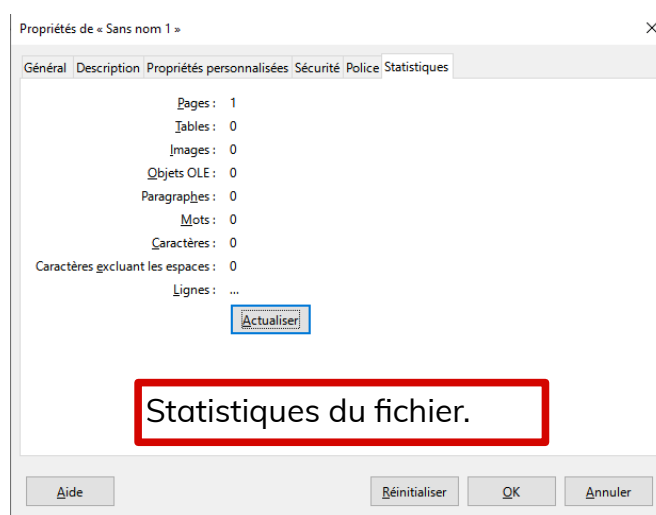 Propriétés de « Sans nom 1 »
Général Description Propriétés personnalisées Sécurité Police Statistiques
Pages : 1
Tables : 0
Images : 0
Objets OLE : 0
Paragraphes : 0
Mots : 0
Caractères : 0
Caractères excluant les espaces : 0
Lignes : ...
Actualiser
Statistiques du fichier.
Aide Réinitialiser OK Annuler